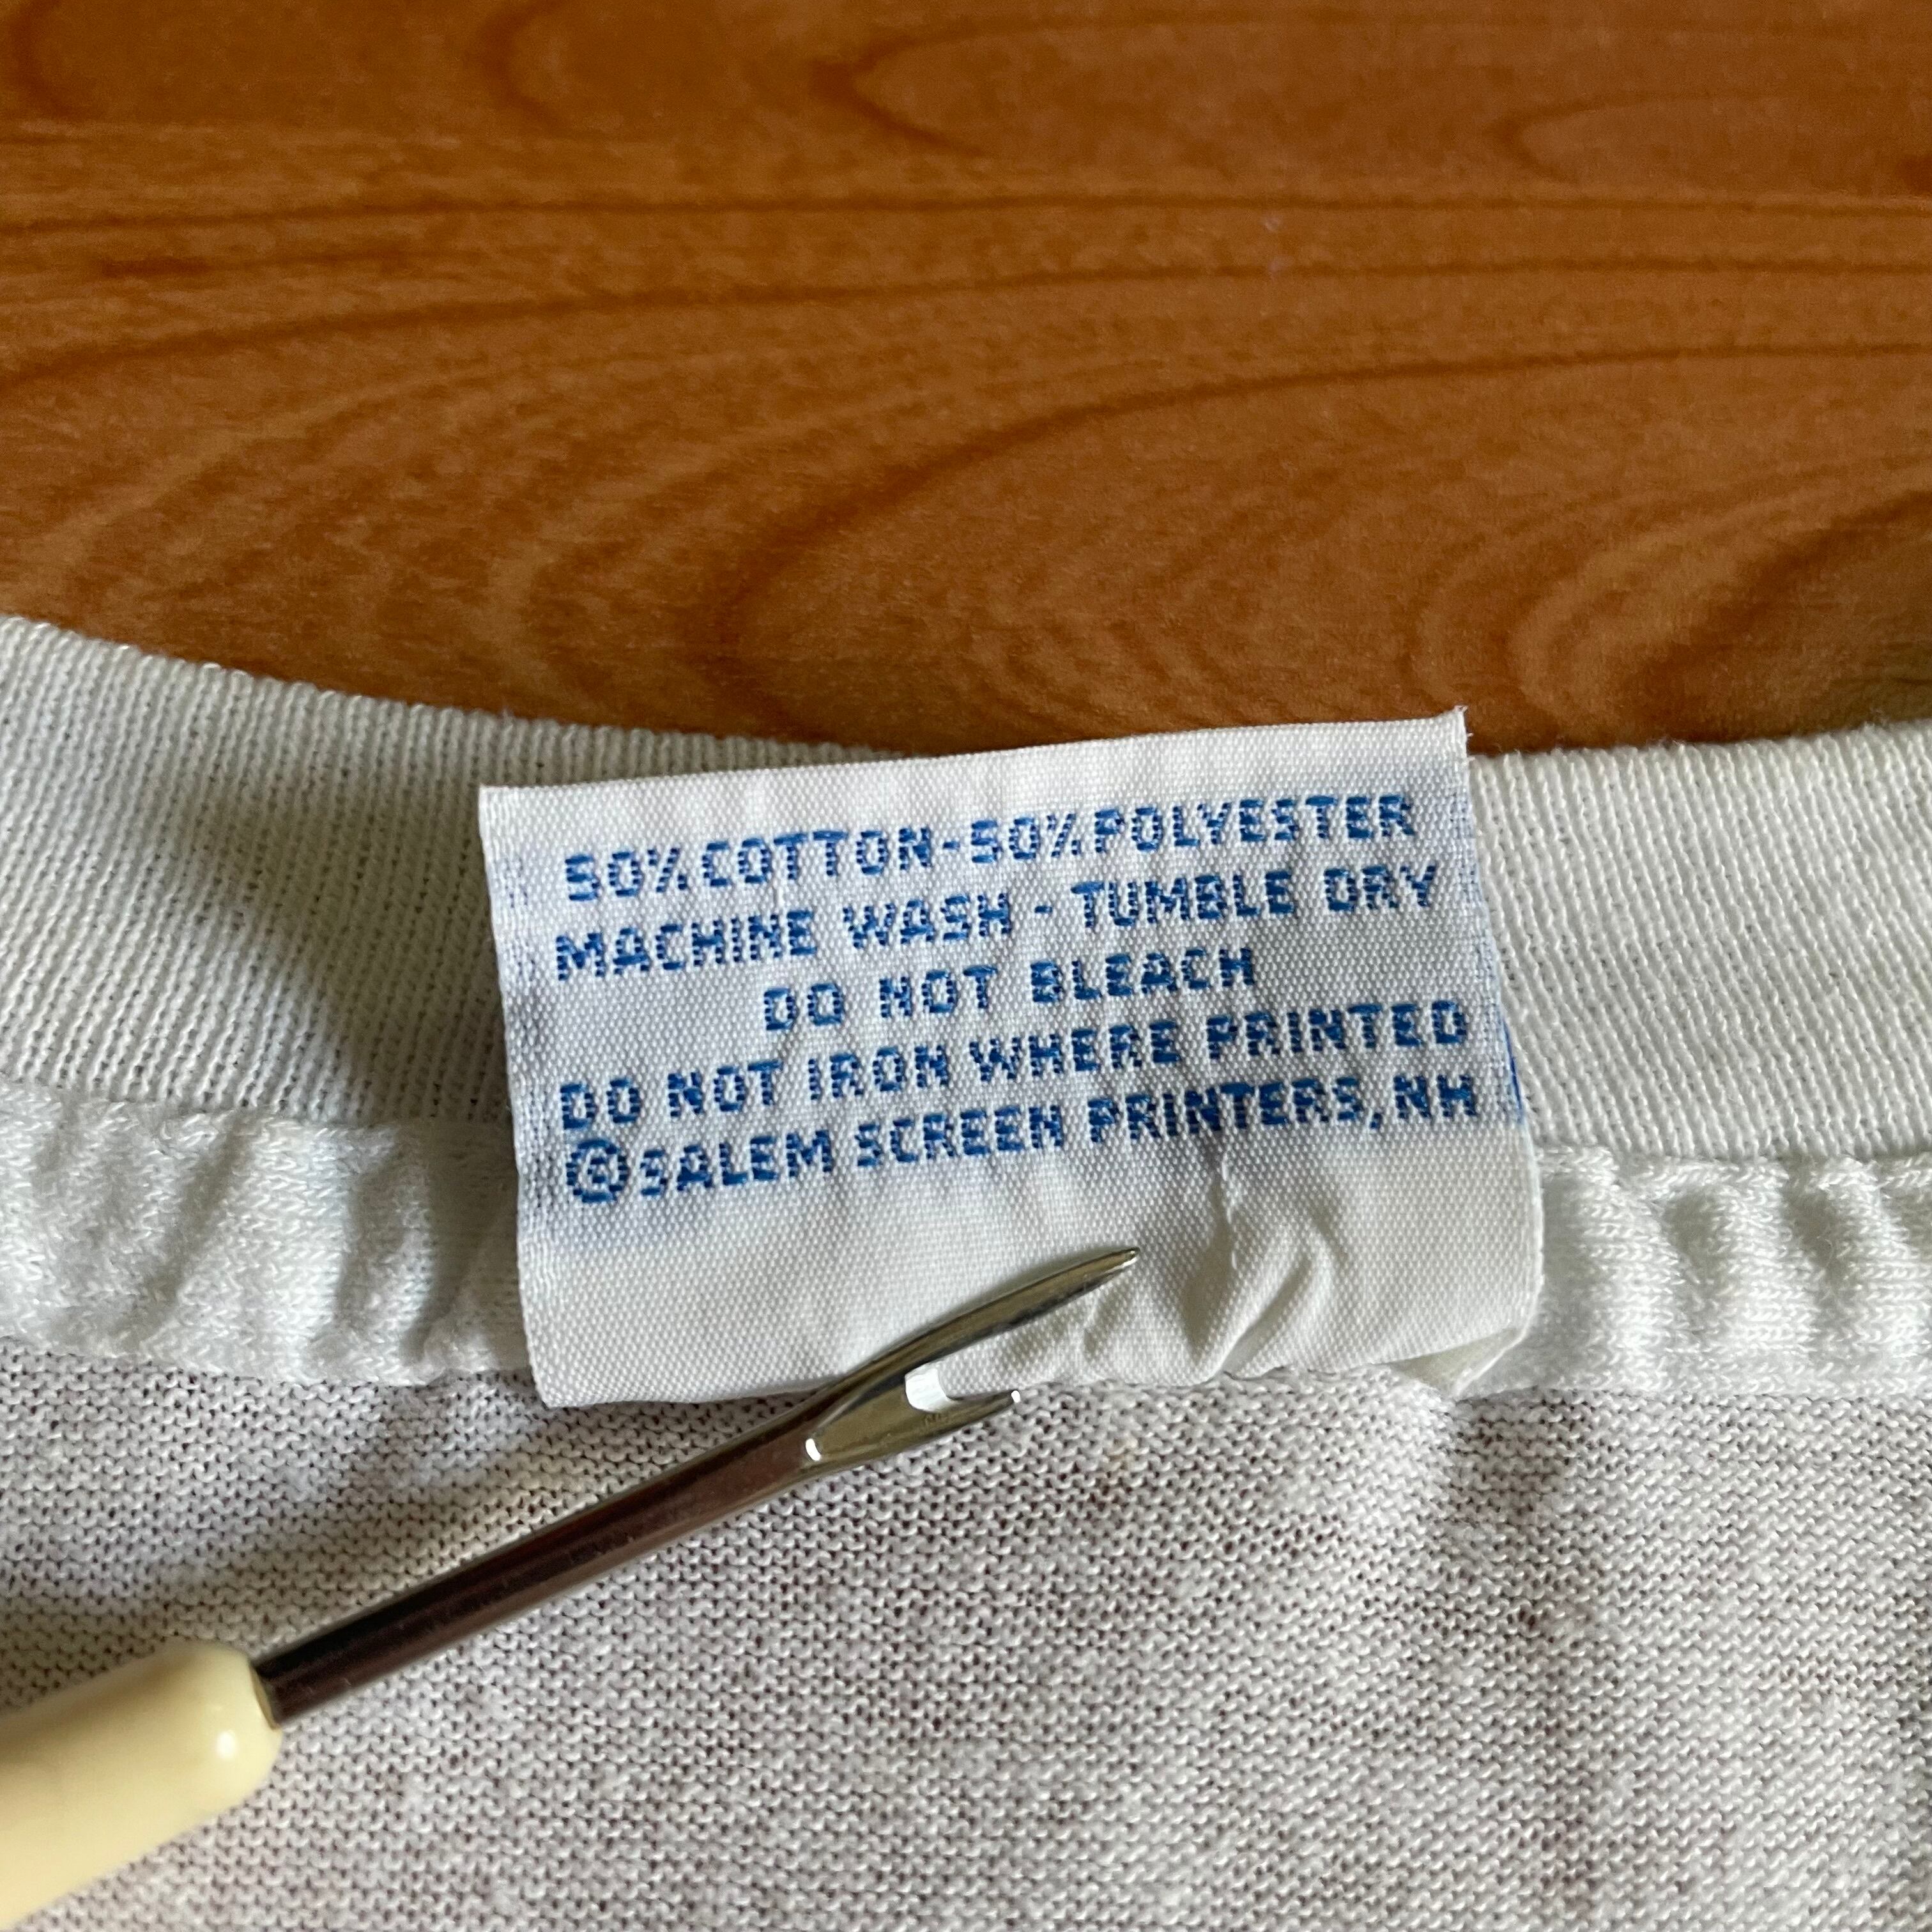 50% COTTON-50% POLYESTER
MACHINE WASH - TUMBLE DRY
DO NOT BLEACH
DO NOT IRON WHERE PRINTED
©SALEM SCREEN PRINTERS, NH